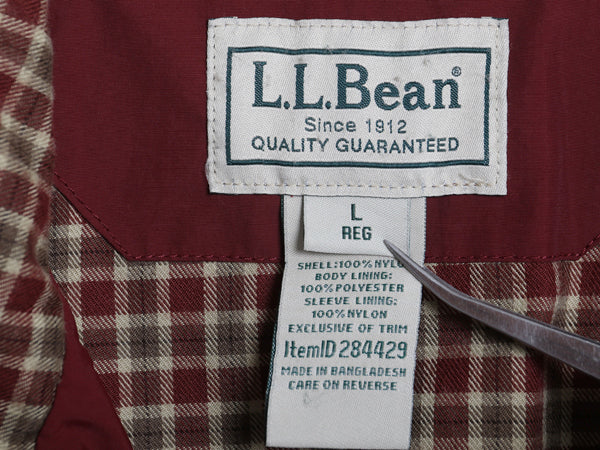 L.L.Bean®
Since 1912
QUALITY GUARANTEED
L
REG
SHELL: 100% NYLO
BODY LINING:
100% POLYESTER
SLEEVE LINING:
100% NYLON
EXCLUSIVE OF TRIM
ItemID 284429
MADE IN BANGLADESH
CARE ON REVERSE